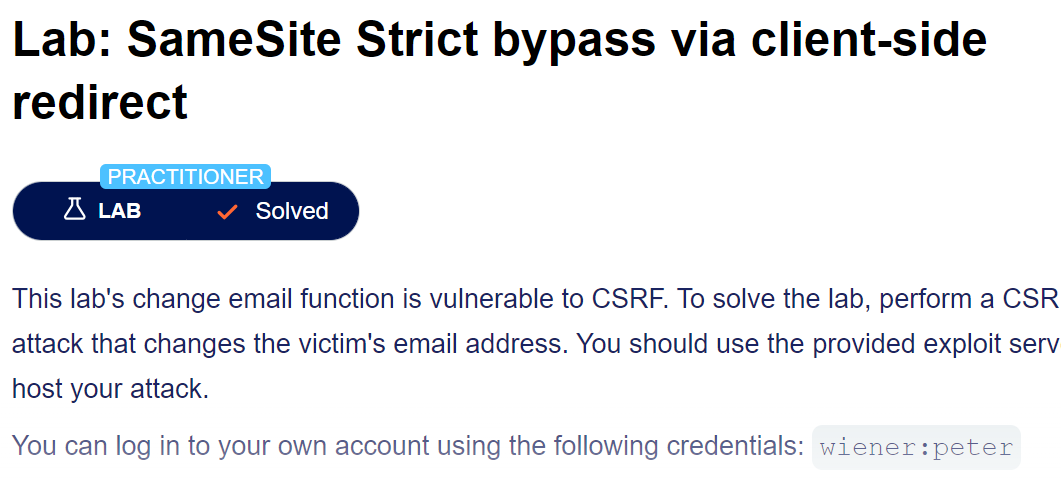 Lab: SameSite Strict bypass via client-side
redirect
PRACTITIONER
LAB Solved
This lab's change email function is vulnerable to CSRF. To solve the lab, perform a CSR
attack that changes the victim's email address. You should use the provided exploit serv
host your attack.
You can log in to your own account using the following credentials: wiener:peter